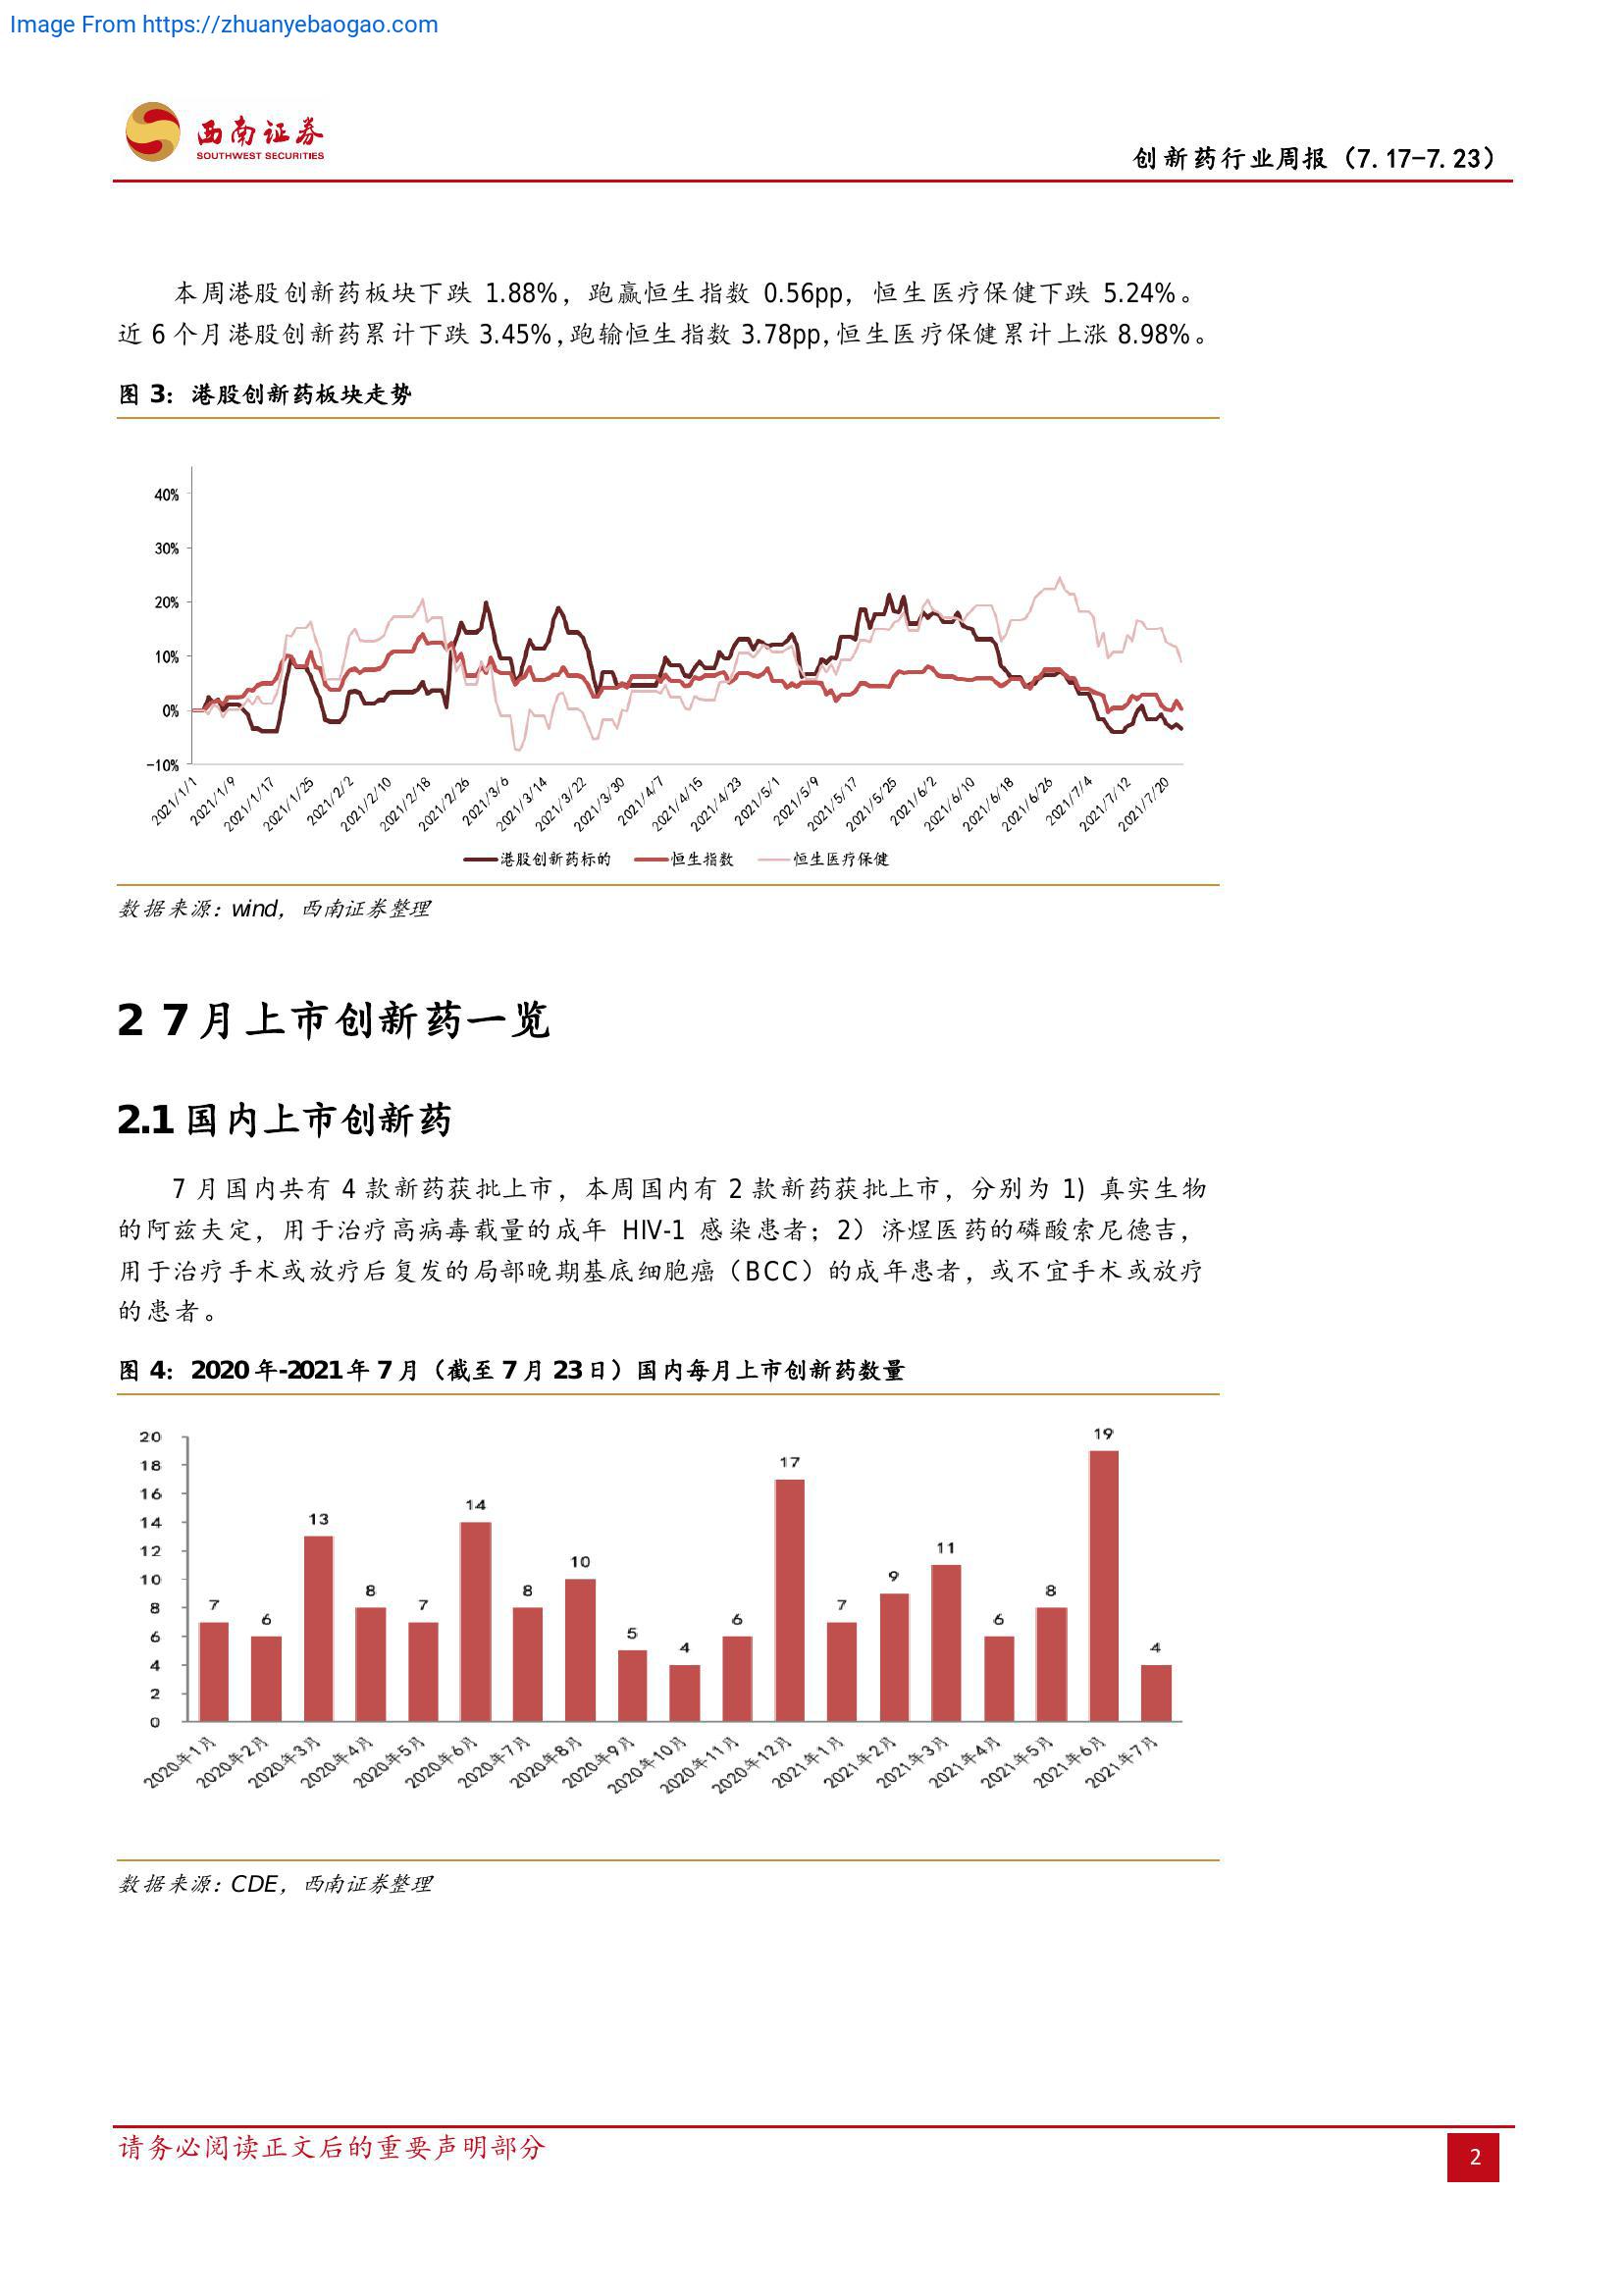 Image From https://zhuanyebaogao.com
西南证券
SOUTHWEST SECURITIES
创新药行业周报（7.17-7.23）
本周港股创新药板块下跌 1.88%，跑赢恒生指数 0.56pp，恒生医疗保健下跌 5.24%。
近 6 个月港股创新药累计下跌 3.45%，跑输恒生指数 3.78pp，恒生医疗保健累计上涨 8.98%。
图 3：港股创新药板块走势
40%
30%
20%
10%
0%
-10%
2021/1/1 2021/1/9 2021/1/17 2021/1/25 2021/2/2 2021/2/10 2021/2/18 2021/2/26 2021/3/6 2021/3/14 2021/3/22 2021/3/30 2021/4/7 2021/4/15 2021/4/23 2021/5/1 2021/5/9 2021/5/17 2021/5/25 2021/6/2 2021/6/10 2021/6/18 2021/6/26 2021/7/4 2021/7/12 2021/7/20
港股创新药标的 恒生指数 恒生医疗保健
数据来源：wind，西南证券整理
2 7月上市创新药一览
2.1 国内上市创新药
7 月国内共有 4 款新药获批上市，本周国内有 2 款新药获批上市，分别为 1）真实生物
的阿兹夫定，用于治疗高病毒载量的成年 HIV-1 感染患者；2）济煜医药的磷酸索尼德吉，
用于治疗手术或放疗后复发的局部晚期基底细胞癌（BCC）的成年患者，或不宜手术或放疗
的患者。
图 4：2020 年-2021 年 7 月（截至 7 月 23 日）国内每月上市创新药数量
20
18
16
14
12
10
8
6
4
2
0
7 6 13 8 7 14 8 10 5 4 6 17 7 9 11 6 8 19 4
2020年1月 2020年2月 2020年3月 2020年4月 2020年5月 2020年6月 2020年7月 2020年8月 2020年9月 2020年10月 2020年11月 2020年12月 2021年1月 2021年2月 2021年3月 2021年4月 2021年5月 2021年6月 2021年7月
数据来源：CDE，西南证券整理
请务必阅读正文后的重要声明部分
2